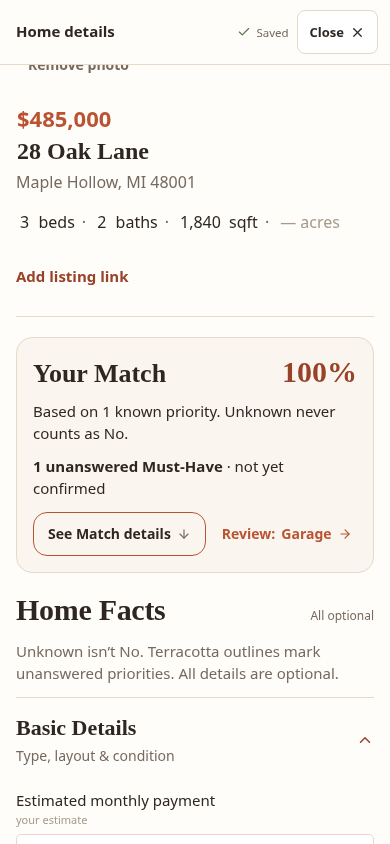 Home details
Saved
Close
Remove photo
$485,000
28 Oak Lane
Maple Hollow, MI 48001
3 beds · 2 baths · 1,840 sqft · — acres
Add listing link
Your Match 100%
Based on 1 known priority. Unknown never
counts as No.
1 unanswered Must-Have · not yet
confirmed
See Match details ↓
Review: Garage →
Home Facts
All optional
Unknown isn’t No. Terracotta outlines mark
unanswered priorities. All details are optional.
Basic Details
Type, layout & condition
Estimated monthly payment
your estimate